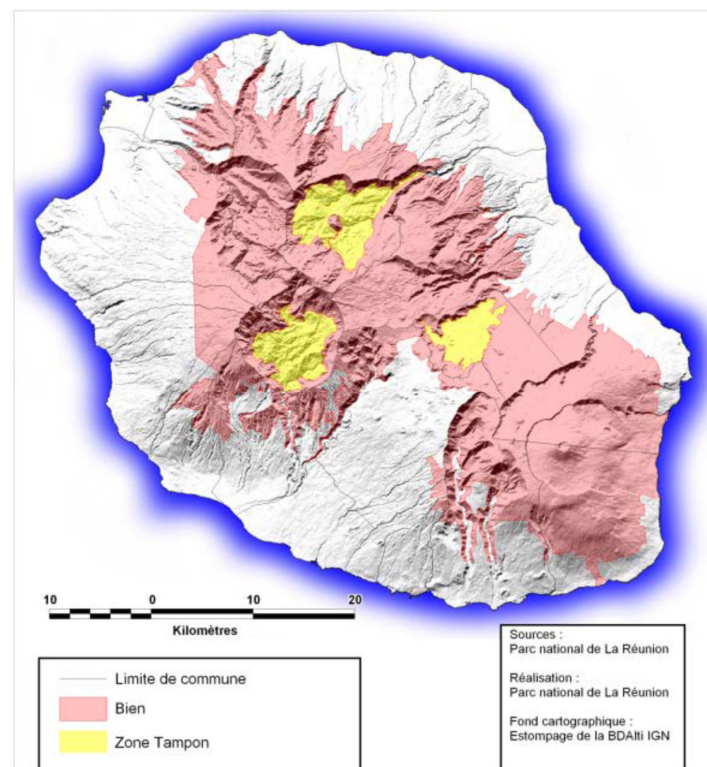 10 0 10 20
Kilomètres
Limite de commune
Bien
Zone Tampon
Sources :
Parc national de La Réunion
Réalisation :
Parc national de La Réunion
Fond cartographique :
Estompage de la BDAlti IGN